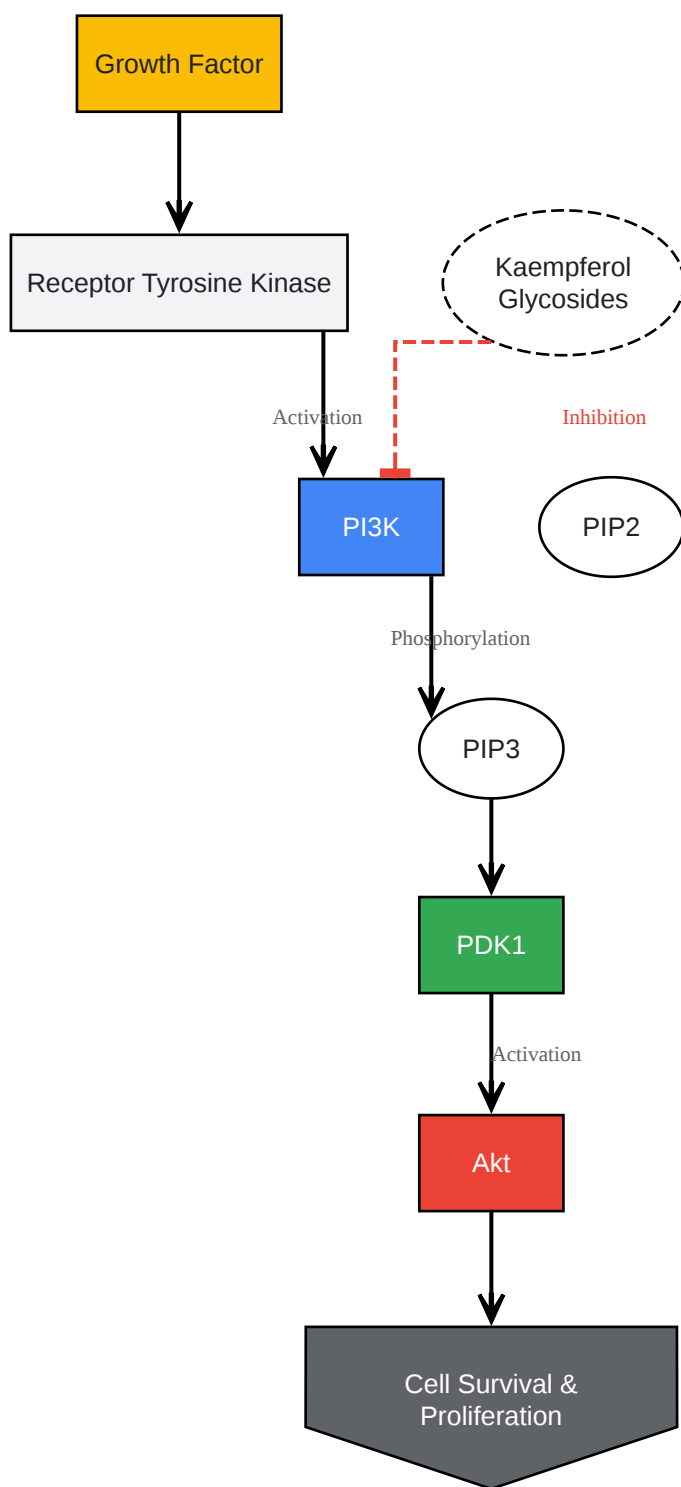 Growth Factor
Receptor Tyrosine Kinase
Kaempferol
Glycosides
Activation
Inhibition
PI3K
PIP2
Phosphorylation
PIP3
PDK1
Activation
Akt
Cell Survival &
Proliferation